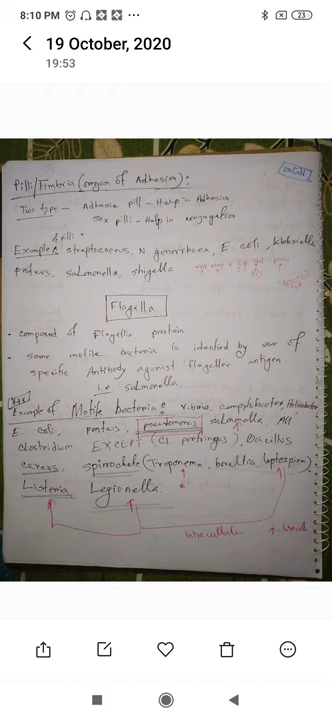 8:10 PM
23
19 October, 2020
19:53
Pilli/Fimbria (organ of Adhesion):
Two type - Adhesin pili - Help in Adhesion
sex pilli - Help in conjugation
of pilli
Example: streptococcus, N. gonorrhoea, E. coli, Klebsiella
proteus, salmonella, shigella
Flagella
• composed of Flagellin protein.
• some motile bacteria is identified by use of
specific Antibody against flagellar antigen
i.e. salmonella
Example of Motile bacteria: Vibrio, campylobacter, Helicobacter
E. coli, proteus, pseudomonas, salmonella, All
Clostridium EXCEPT (Cl. perfringes), Bacillus
cereus, spirochete (Treponema, borellia, leptospira)
Listeria Legionella.
Intracellular